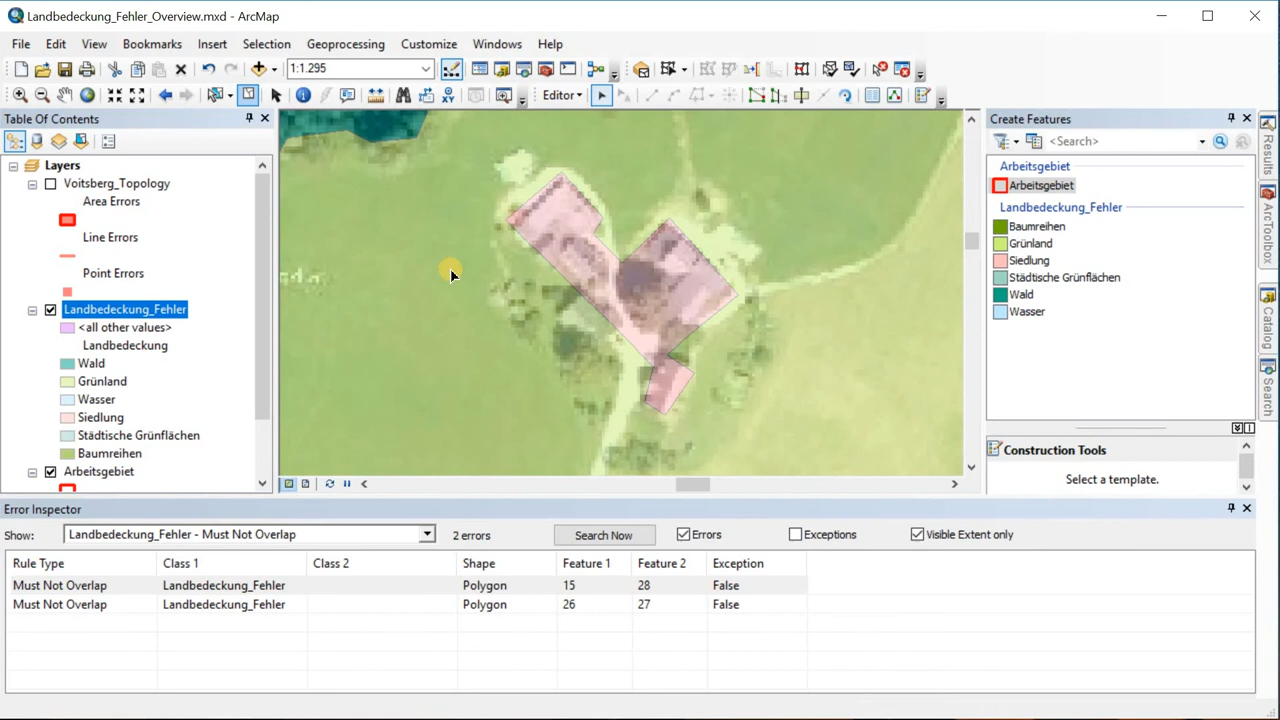 Landbedeckung_Fehler_Overview.mxd - ArcMap
File Edit View Bookmarks Insert Selection Geoprocessing Customize Windows Help
1:1.295
Editor
Table Of Contents
Layers
Voitsberg_Topology
Area Errors
Line Errors
Point Errors
Landbedeckung_Fehler
<all other values>
Landbedeckung
Wald
Grünland
Wasser
Siedlung
Städtische Grünflächen
Baumreihen
Arbeitsgebiet
Create Features
<Search>
Arbeitsgebiet
Arbeitsgebiet
Landbedeckung_Fehler
Baumreihen
Grünland
Siedlung
Städtische Grünflächen
Wald
Wasser
Construction Tools
Select a template.
Results
ArcToolbox
Catalog
Search
Error Inspector
Show: Landbedeckung_Fehler - Must Not Overlap 2 errors Search Now Errors Exceptions Visible Extent only
Rule Type Class 1 Class 2 Shape Feature 1 Feature 2 Exception
Must Not Overlap Landbedeckung_Fehler Polygon 15 28 False
Must Not Overlap Landbedeckung_Fehler Polygon 26 27 False